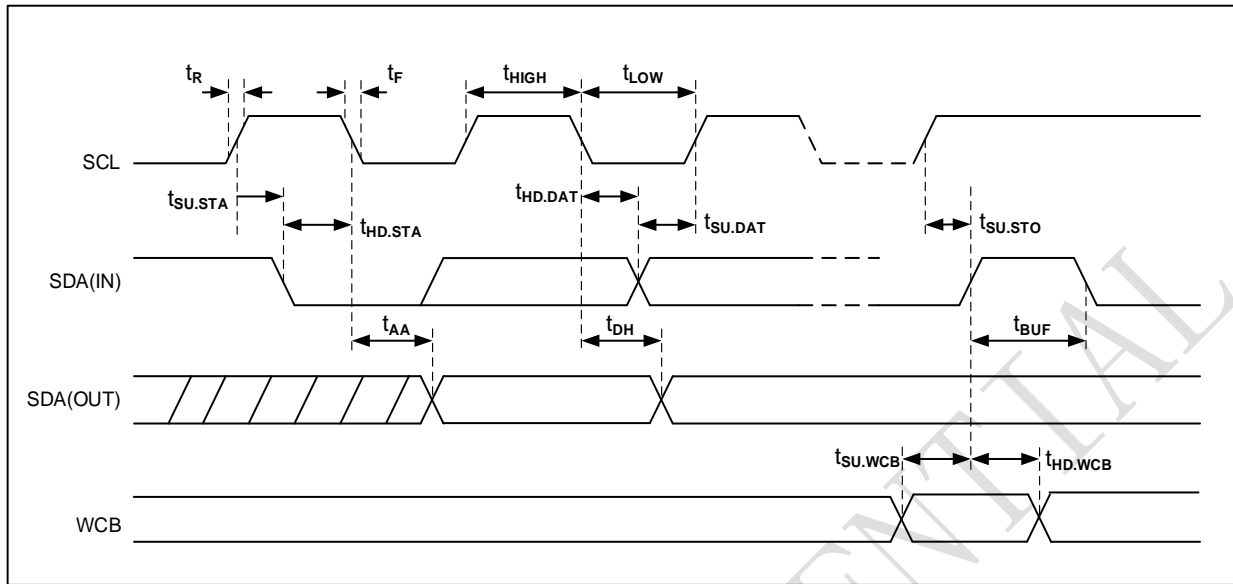 tR tF tHIGH tLOW
SCL
tSU.STA tHD.DAT
tHD.STA tSU.DAT tSU.STO
SDA(IN)
tAA tDH tBUF
SDA(OUT)
tSU.WCB tHD.WCB
WCB
ENTIAL